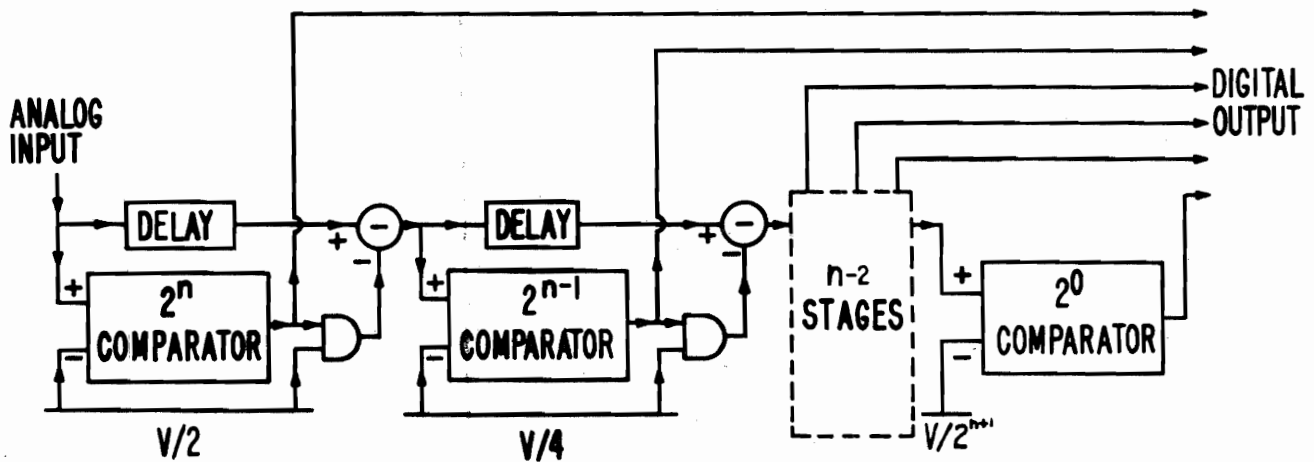 ANALOG
INPUT
DIGITAL
OUTPUT
DELAY
+
−
−
2ⁿ
COMPARATOR
+
−
V/2
DELAY
+
−
−
2ⁿ⁻¹
COMPARATOR
+
−
V/4
n-2
STAGES
+
−
2⁰
COMPARATOR
V/2ⁿ⁺¹